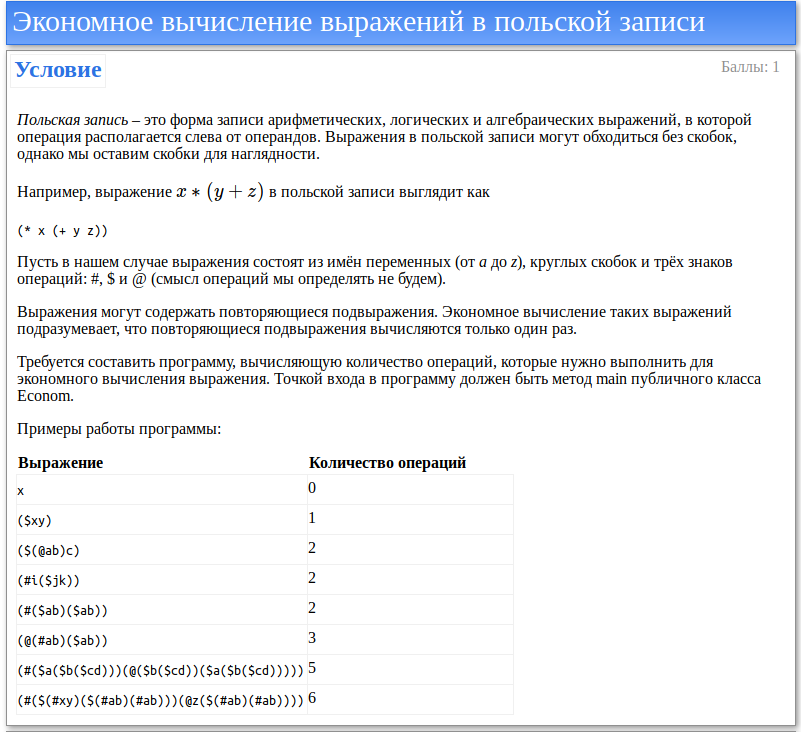 Экономное вычисление выражений в польской записи
Условие
Баллы: 1
Польская запись – это форма записи арифметических, логических и алгебраических выражений, в которой
операция располагается слева от операндов. Выражения в польской записи могут обходиться без скобок,
однако мы оставим скобки для наглядности.
Например, выражение x ∗ (y + z) в польской записи выглядит как
(* x (+ y z))
Пусть в нашем случае выражения состоят из имён переменных (от a до z), круглых скобок и трёх знаков
операций: #, $ и @ (смысл операций мы определять не будем).
Выражения могут содержать повторяющиеся подвыражения. Экономное вычисление таких выражений
подразумевает, что повторяющиеся подвыражения вычисляются только один раз.
Требуется составить программу, вычисляющую количество операций, которые нужно выполнить для
экономного вычисления выражения. Точкой входа в программу должен быть метод main публичного класса
Econom.
Примеры работы программы:
Выражение Количество операций
x 0
($xy) 1
($(@ab)c) 2
(#i($jk)) 2
(#($ab)($ab)) 2
(@(#ab)($ab)) 3
(#($a($b($cd)))(@($b($cd))($a($b($cd))))) 5
(#($(#xy)($(#ab)(#ab)))(@z($(#ab)(#ab)))) 6